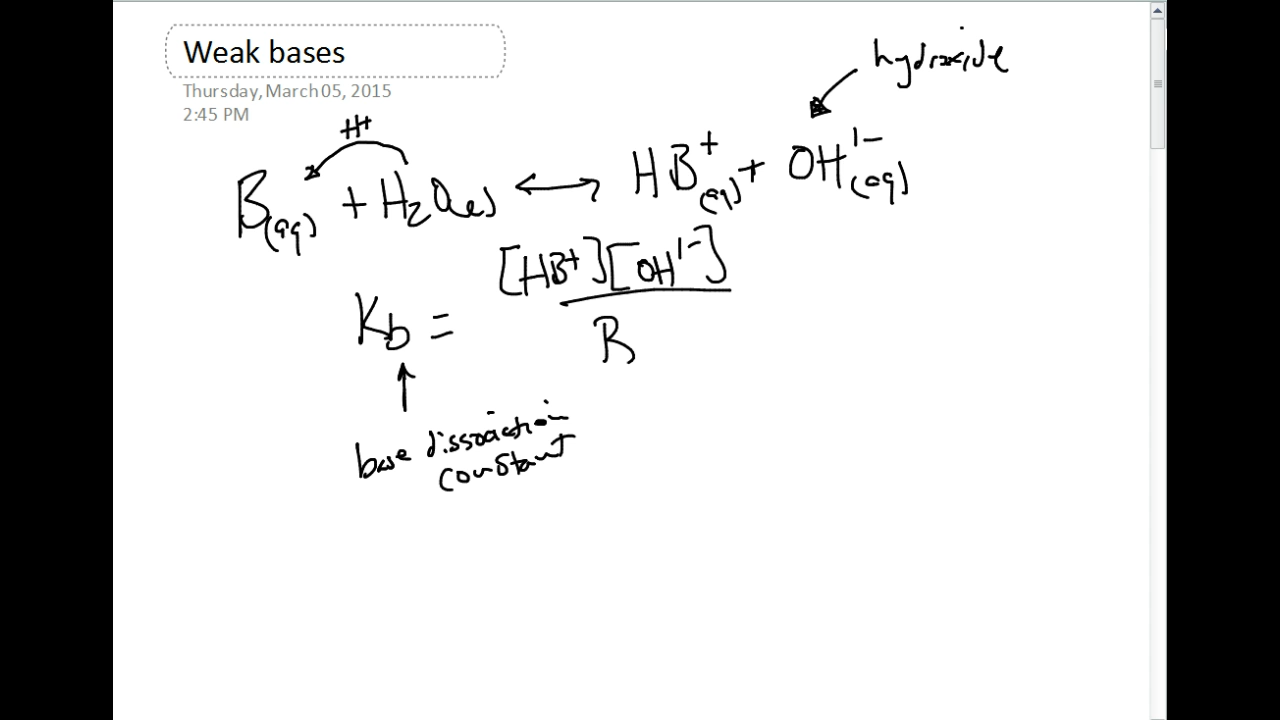 Weak bases
Thursday, March 05, 2015
2:45 PM
hydroxide
H+
B(aq) + H2O(l) ⟷ HB+(aq) + OH1-(aq)
[HB+][OH1-]
Kb =
B
base dissociation
constant